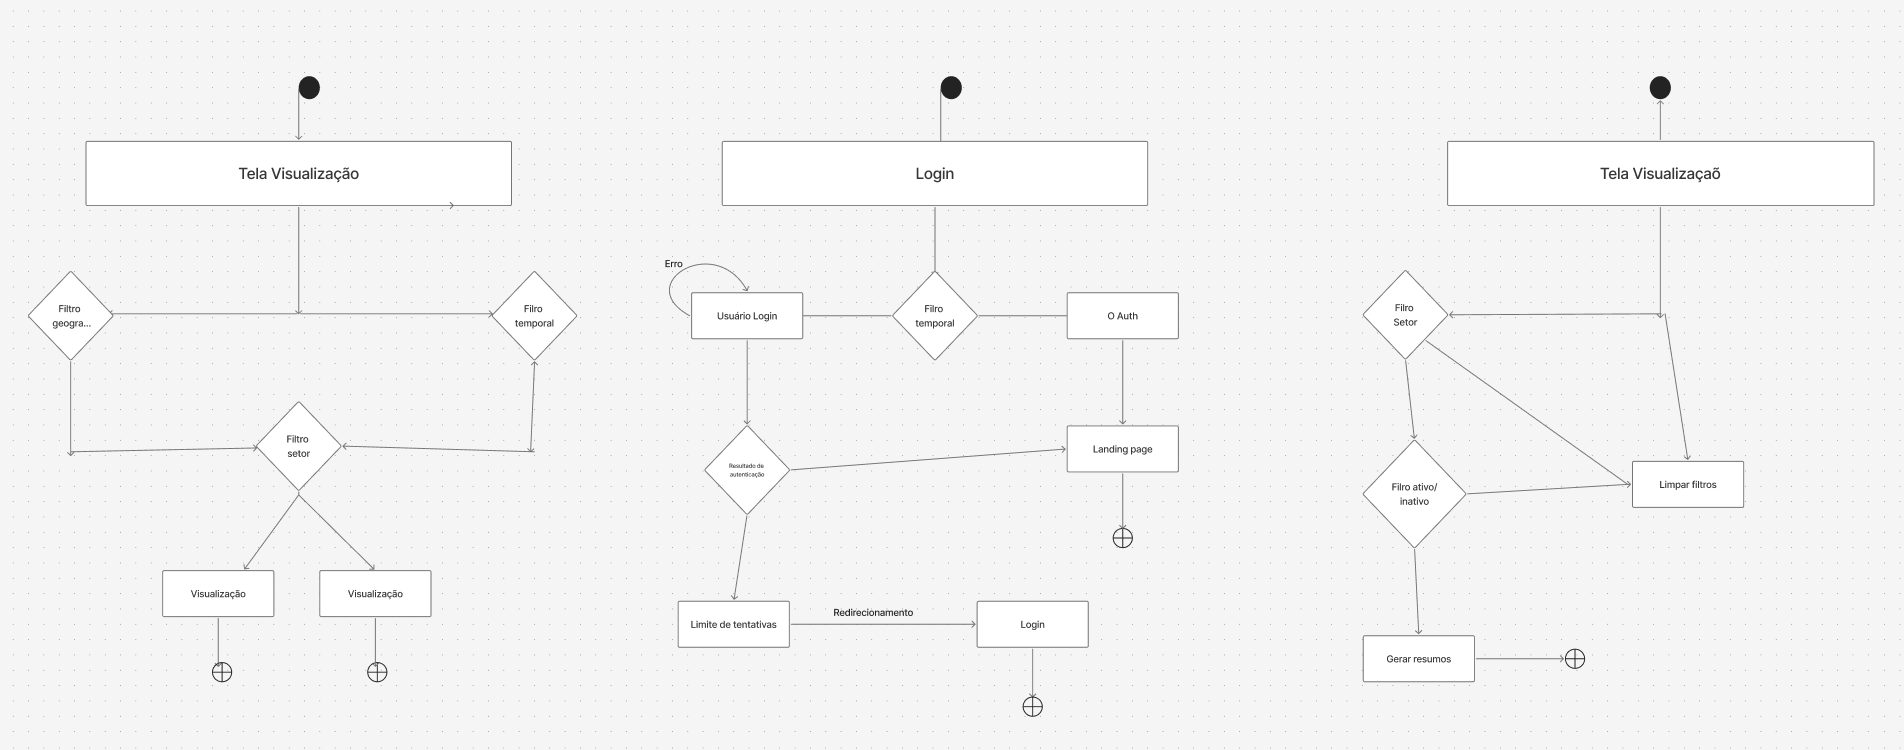 Tela Visualização
Filtro
geogra...
Filro
temporal
Filtro
setor
Visualização
Visualização
Login
Erro
Usuário Login
Filro
temporal
O Auth
Resultado de
autenticação
Landing page
Limite de tentativas
Redirecionamento
Login
Tela Visualizaçaõ
Filro
Setor
Filro ativo/
inativo
Limpar filtros
Gerar resumos